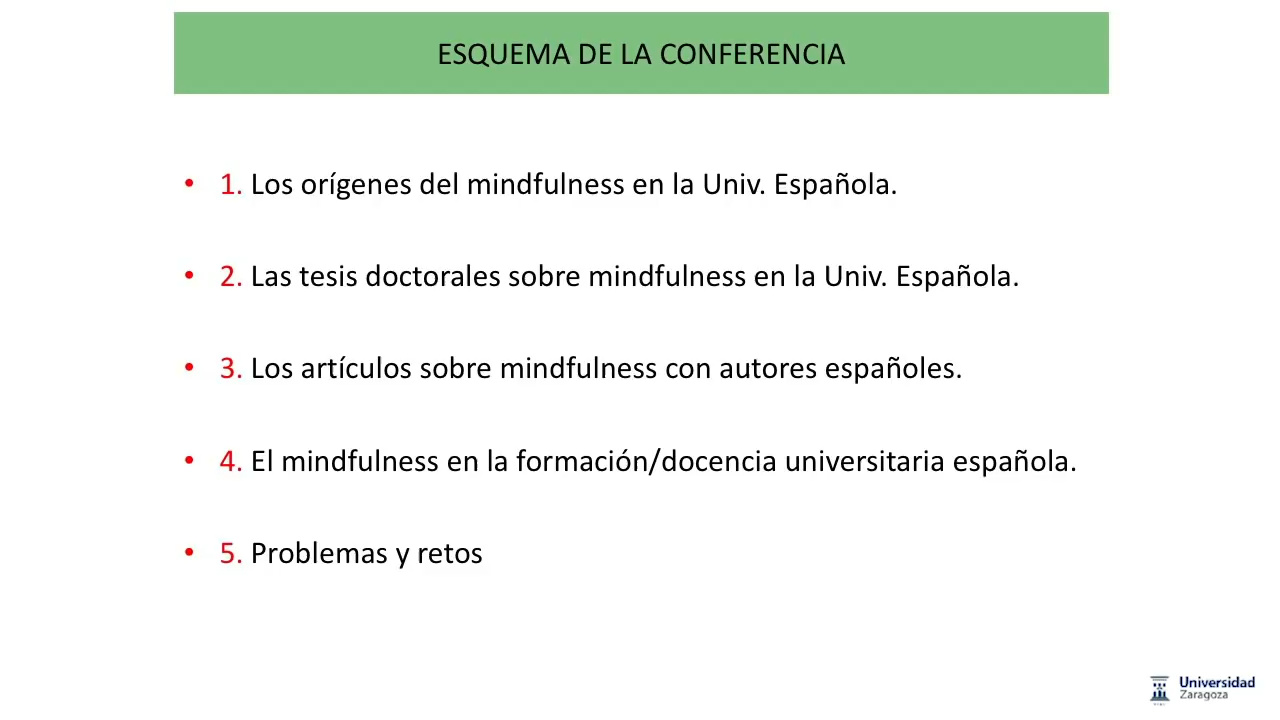 ESQUEMA DE LA CONFERENCIA
• 1. Los orígenes del mindfulness en la Univ. Española.
• 2. Las tesis doctorales sobre mindfulness en la Univ. Española.
• 3. Los artículos sobre mindfulness con autores españoles.
• 4. El mindfulness en la formación/docencia universitaria española.
• 5. Problemas y retos
Universidad
Zaragoza